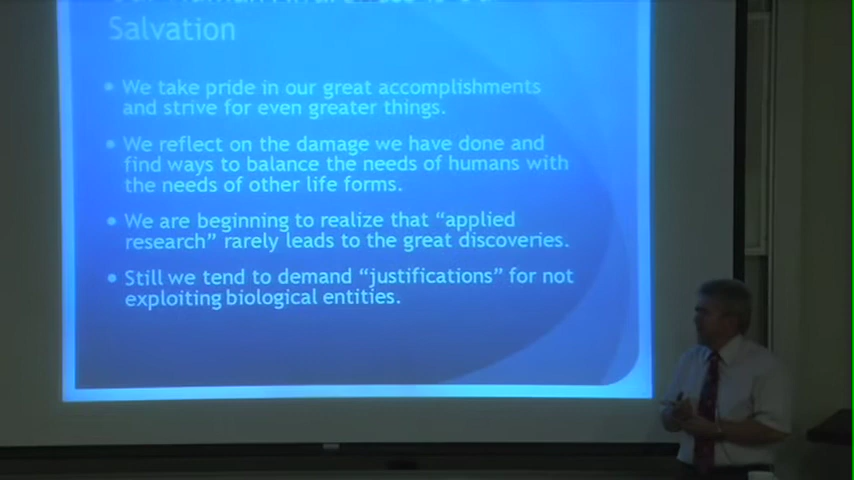 Salvation
• We take pride in our great accomplishments
and strive for even greater things.
• We reflect on the damage we have done and
find ways to balance the needs of humans with
the needs of other life forms.
• We are beginning to realize that “applied
research” rarely leads to the great discoveries.
• Still we tend to demand “justifications” for not
exploiting biological entities.